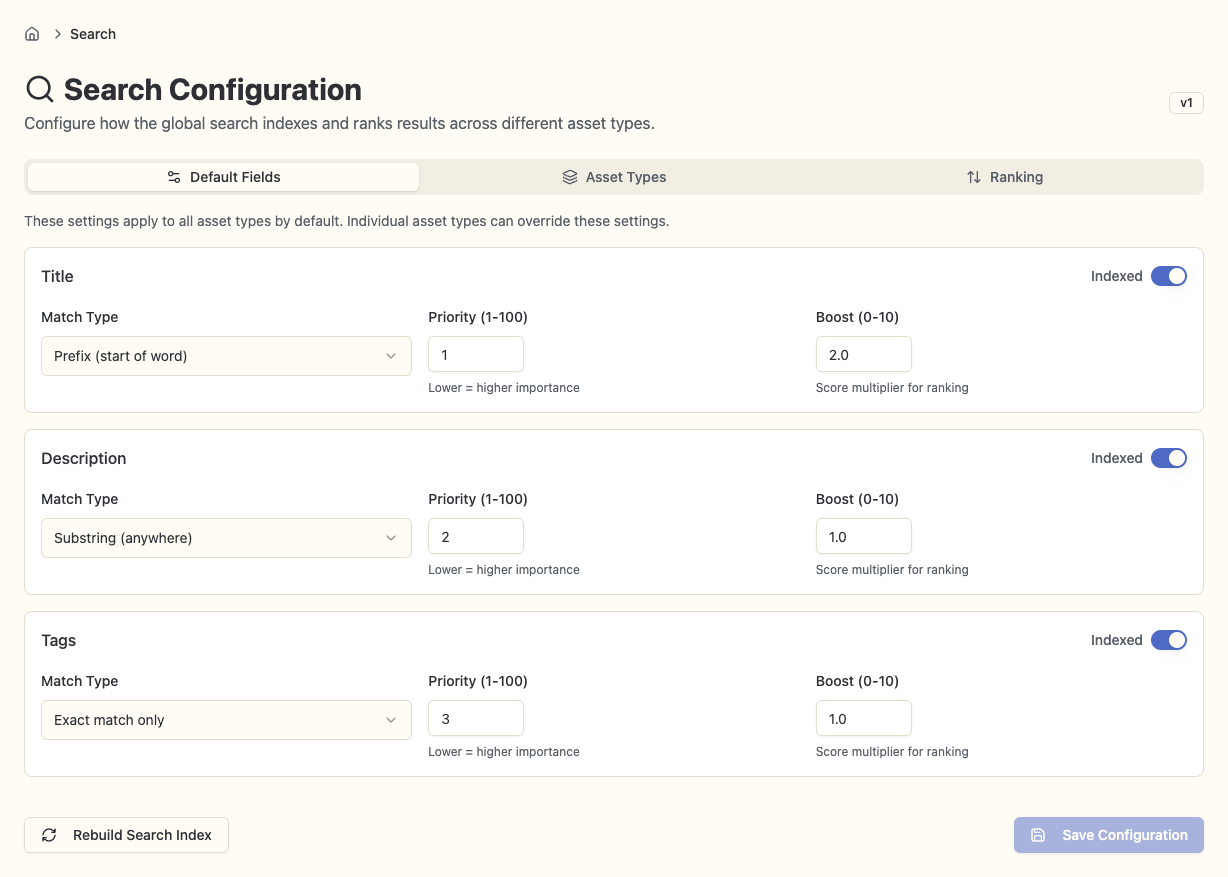 Search
Search Configuration
v1
Configure how the global search indexes and ranks results across different asset types.
Default Fields
Asset Types
Ranking
These settings apply to all asset types by default. Individual asset types can override these settings.
Title
Indexed
Match Type
Priority (1-100)
Boost (0-10)
Prefix (start of word)
1
2.0
Lower = higher importance
Score multiplier for ranking
Description
Indexed
Match Type
Priority (1-100)
Boost (0-10)
Substring (anywhere)
2
1.0
Lower = higher importance
Score multiplier for ranking
Tags
Indexed
Match Type
Priority (1-100)
Boost (0-10)
Exact match only
3
1.0
Lower = higher importance
Score multiplier for ranking
Rebuild Search Index
Save Configuration